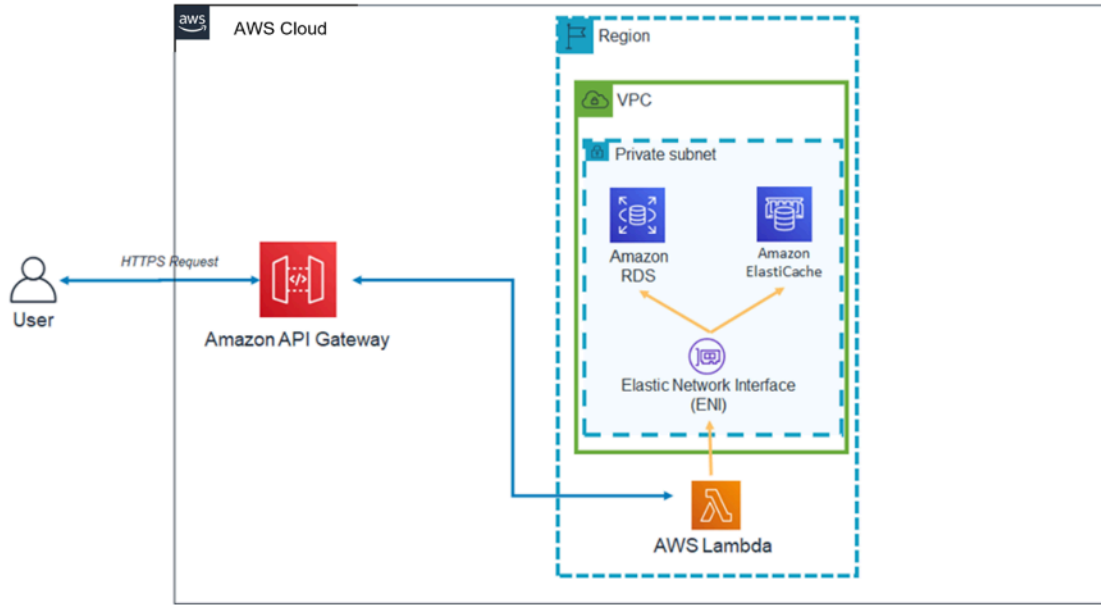 aws
AWS Cloud
Region
VPC
Private subnet
Amazon
RDS
Amazon
ElastiCache
HTTPS Request
User
Amazon API Gateway
Elastic Network Interface
(ENI)
AWS Lambda